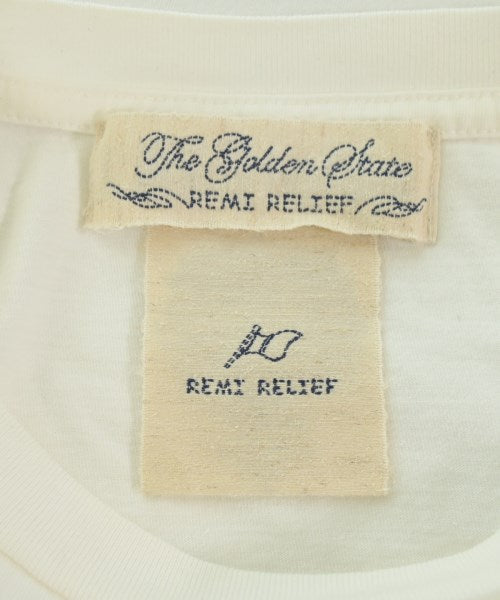 The Golden State
REMI RELIEF
REMI RELIEF